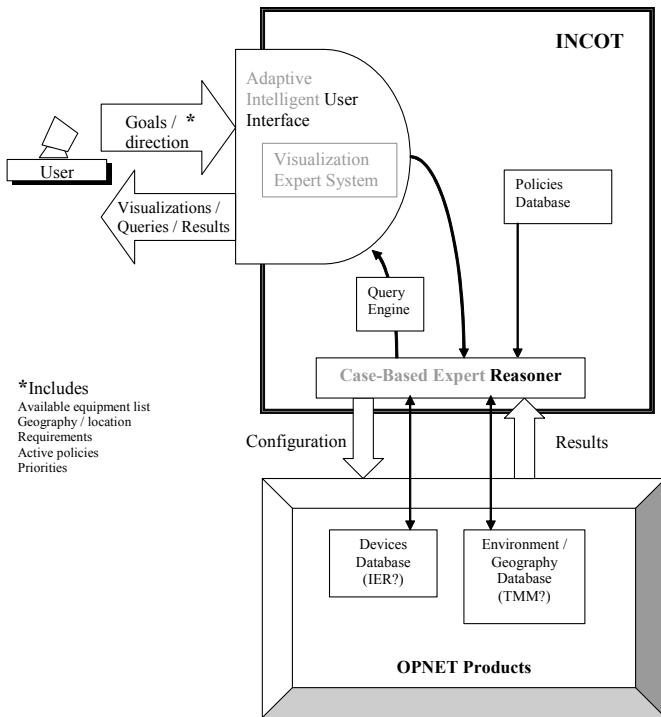 INCOT
Adaptive
Intelligent User
Interface
Visualization
Expert System
Goals / *
direction
User
Visualizations /
Queries / Results
Policies
Database
Query
Engine
Case-Based Expert Reasoner
*Includes
Available equipment list
Geography / location
Requirements
Active policies
Priorities
Configuration
Results
Devices
Database
(IER?)
Environment /
Geography
Database
(TMM?)
OPNET Products